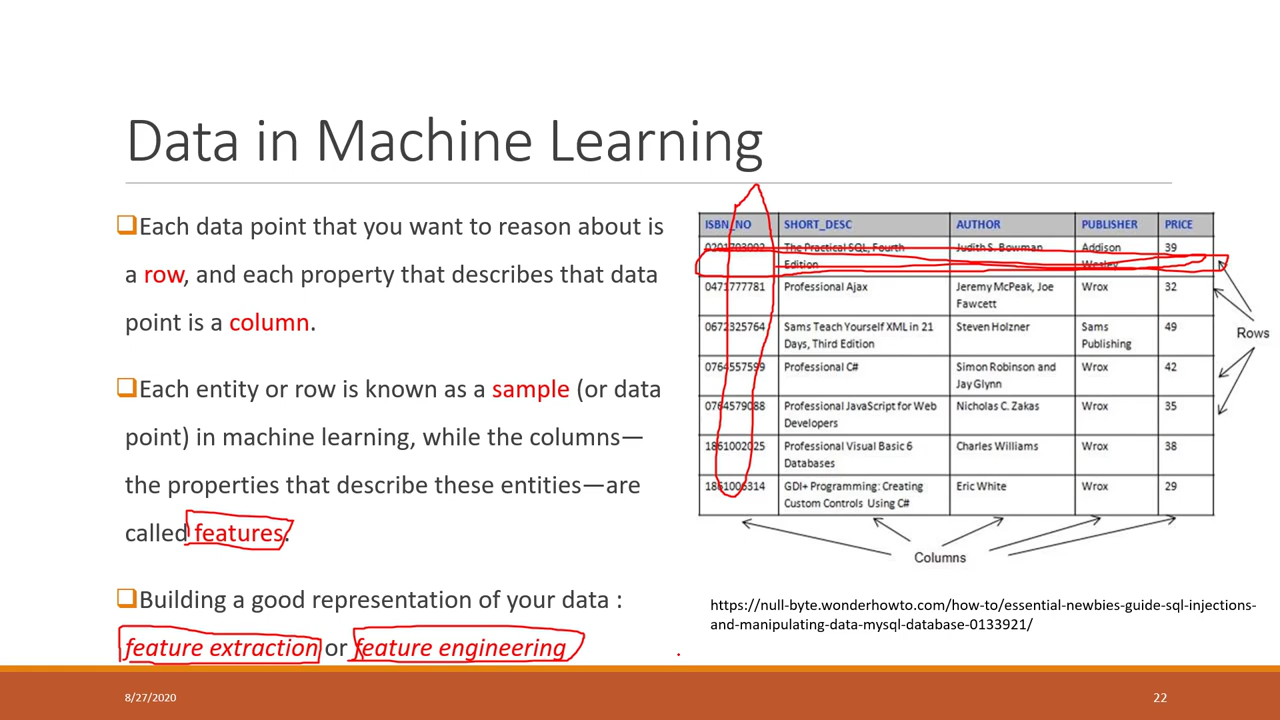 Data in Machine Learning
Each data point that you want to reason about is
a row, and each property that describes that data
point is a column.
Each entity or row is known as a sample (or data
point) in machine learning, while the columns—
the properties that describe these entities—are
called features.
Building a good representation of your data :
feature extraction or feature engineering
ISBN_NO SHORT_DESC AUTHOR PUBLISHER PRICE
0201703092 The Practical SQL, Fourth Judith S. Bowman Addison 39
Edition Wesley
0471777781 Professional Ajax Jeremy McPeak, Joe Wrox 32
Fawcett
0672325764 Sams Teach Yourself XML in 21 Steven Holzner Sams 49
Days, Third Edition Publishing
0764557599 Professional C# Simon Robinson and Wrox 42
Jay Glynn
0764579088 Professional JavaScript for Web Nicholas C. Zakas Wrox 35
Developers
1861002025 Professional Visual Basic 6 Charles Williams Wrox 38
Databases
1861006314 GDI+ Programming: Creating Eric White Wrox 29
Custom Controls Using C#
Rows
Columns
https://null-byte.wonderhowto.com/how-to/essential-newbies-guide-sql-injections-
and-manipulating-data-mysql-database-0133921/
8/27/2020
22